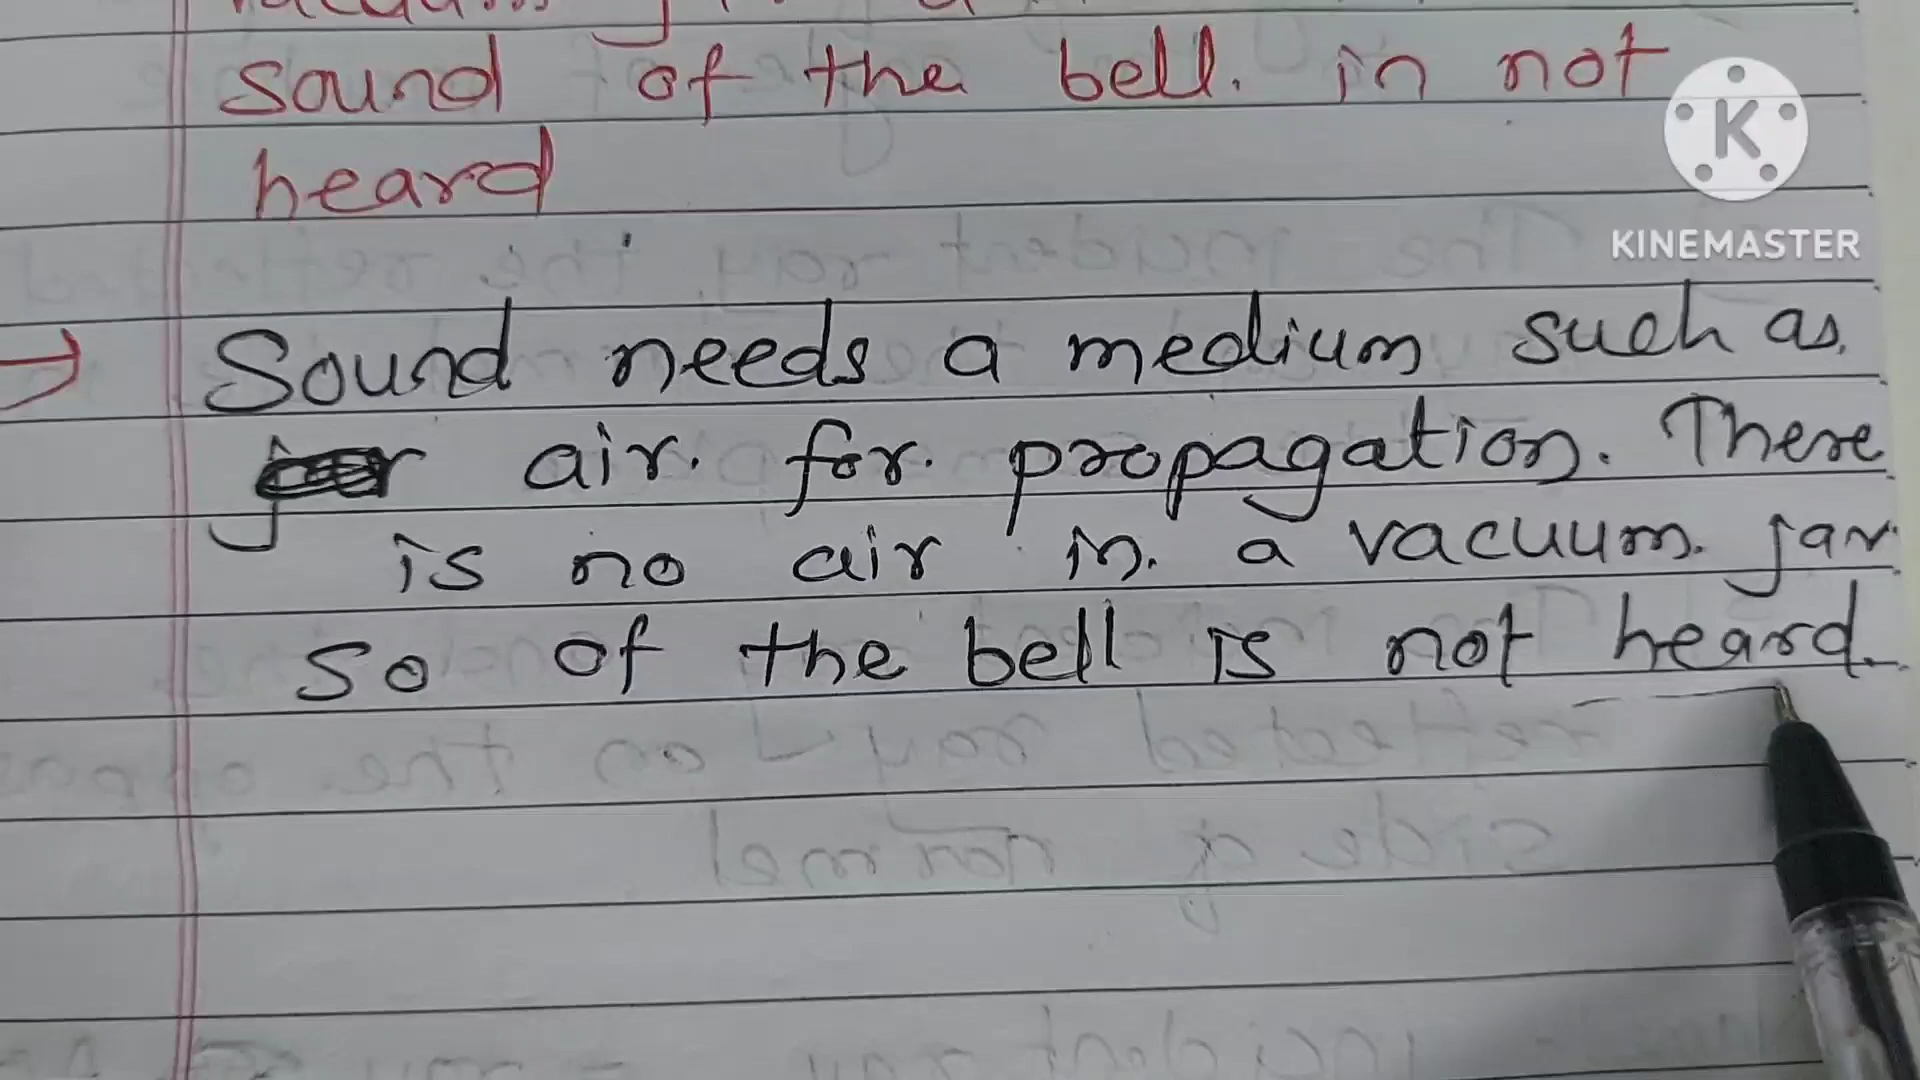 sound of the bell. in not
heard
K
KINEMASTER
→ Sound needs a medium such as
air. for. propagation. There
is no air in. a vacuum. jar
so of the bell is not heard.